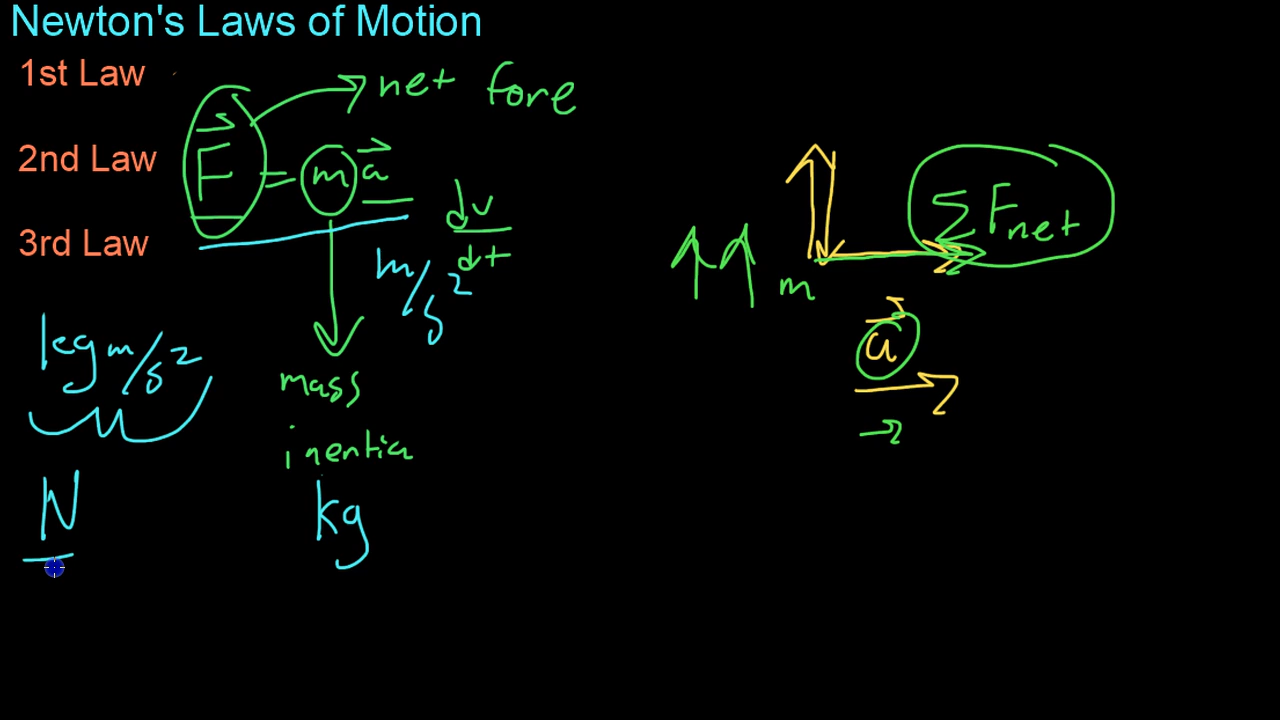 Newton's Laws of Motion
1st Law
net fore
2nd Law
F = ma
dv
dt
3rd Law
m/s²
kg m/s²
mass
inertia
N
kg
ΣFnet
m
a